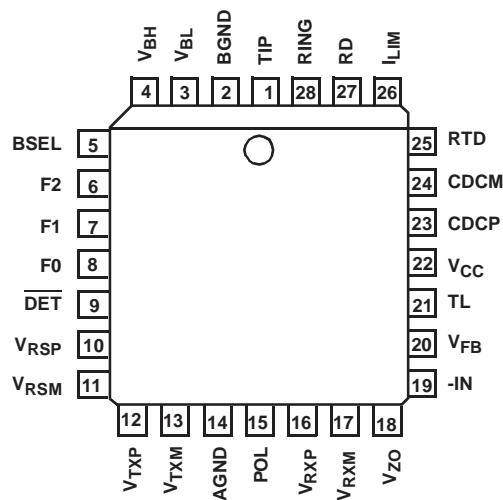 VBH VBL BGND TIP RING RD ILIM
4 3 2 1 28 27 26
BSEL 5 25 RTD
F2 6 24 CDCM
F1 7 23 CDCP
F0 8 22 VCC
DET 9 21 TL
VRSP 10 20 VFB
VRSM 11 19 -IN
12 13 14 15 16 17 18
VTXP VTXM AGND POL VRXP VRXM VZO